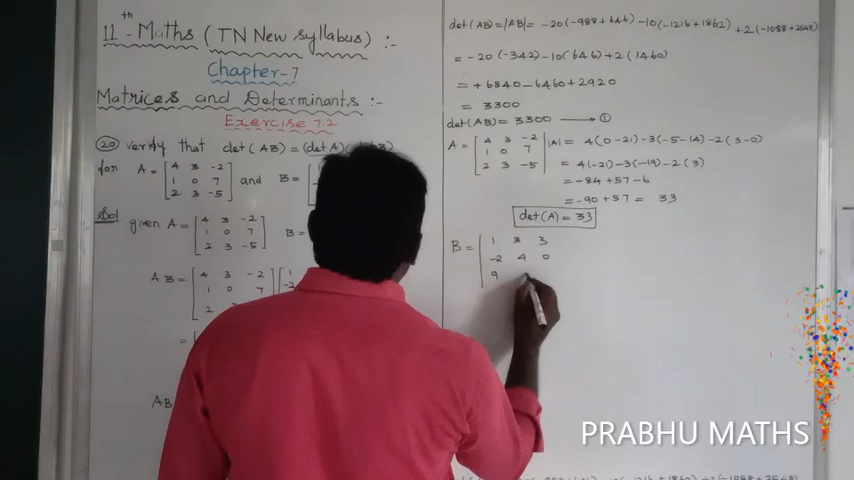 11th - Maths (TN New syllabus) :-
Chapter-7
Matrices and Determinants :-
Exercise 7.2
20 verify that det(AB) = (det A)
for A = [4 3 -2
1 0 7
2 3 -5] and B =
Sol given A = [4 3 -2
1 0 7
2 3 -5] B =
AB = [4 3 -2
1 0 7
2
=
AB
det(AB) = |AB| = -20(-988+646) -10(-1216+1862) +2(-1088+
= -20(-342) -10(646) +2(1460)
= +6840 -6460 +2920
= 3300
det(AB) = 3300 → ①
A = [4 3 -2
1 0 7
2 3 -5] |A| = 4(0-21) -3(-5-14) -2(3-0)
= 4(-21) -3(-19) -2(3)
= -84 +57 -6
= -90 +57 = 33
det(A) = 33
B = [1 3 3
-2 4 0
9
PRABHU MATHS